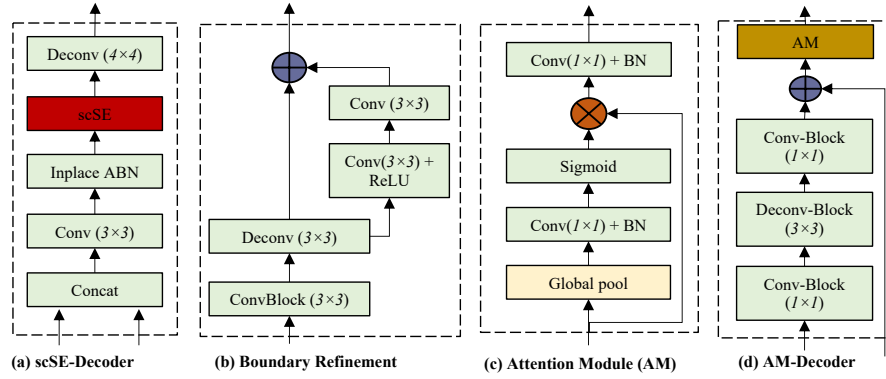 Deconv (4×4)
scSE
Inplace ABN
Conv (3×3)
Concat
(a) scSE-Decoder
Conv (3×3)
Conv(3×3) +
ReLU
Deconv (3×3)
ConvBlock (3×3)
(b) Boundary Refinement
Conv(1×1) + BN
Sigmoid
Conv(1×1) + BN
Global pool
(c) Attention Module (AM)
AM
Conv-Block
(1×1)
Deconv-Block
(3×3)
Conv-Block
(1×1)
(d) AM-Decoder